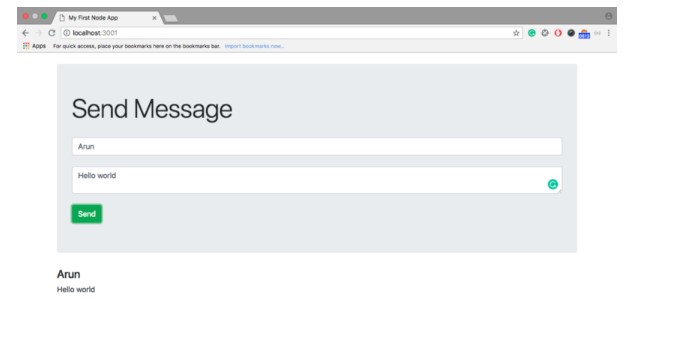 My First Node App
localhost:3001
Apps For quick access, place your bookmarks here on the bookmarks bar. Import bookmarks now...
Send Message
Arun
Hello world
Send
Arun
Hello world